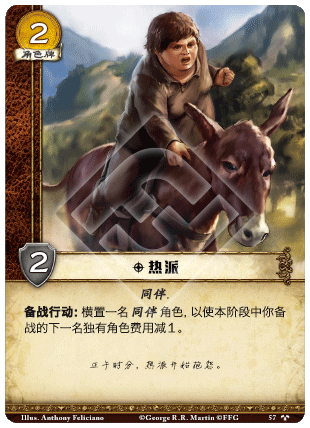 2
角色牌
2
热派
同伴.
备战行动: 横置一名 同伴 角色, 以使本阶段中你备
战的下一名独有角色费用减1。
正午时分, 热派开始抱怨。
Illus. Anthony Feliciano ©George R.R. Martin ©FFG 57